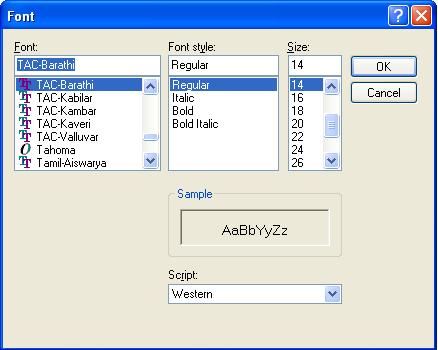 Font
Font: Font style: Size:
TAC-Barathi Regular 14
TAC-Barathi Regular 14
TAC-Kabilar Italic 16
TAC-Kambar Bold 18
TAC-Kaveri Bold Italic 20
TAC-Valluvar 22
Tahoma 24
Tamil-Aiswarya 26
OK
Cancel
Sample
AaBbYyZz
Script:
Western